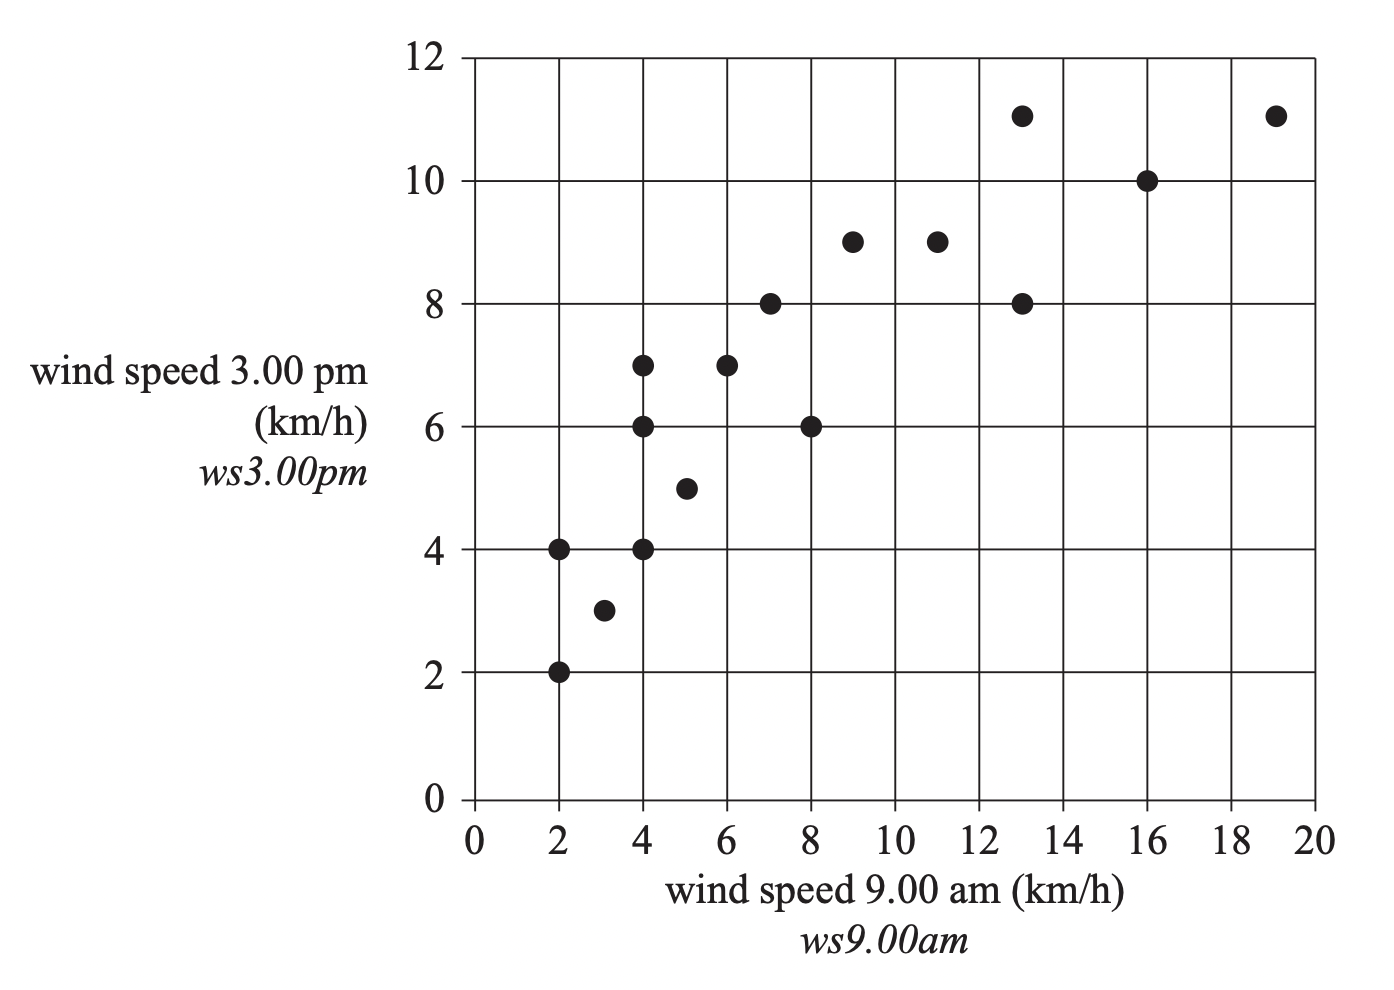 12
10
8
6
4
2
0
wind speed 3.00 pm
(km/h)
ws3.00pm
0 2 4 6 8 10 12 14 16 18 20
wind speed 9.00 am (km/h)
ws9.00am